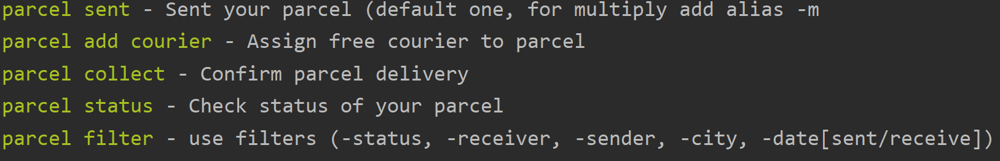 parcel sent - Sent your parcel (default one, for multiply add alias -m
parcel add courier - Assign free courier to parcel
parcel collect - Confirm parcel delivery
parcel status - Check status of your parcel
parcel filter - use filters (-status, -receiver, -sender, -city, -date[sent/receive])